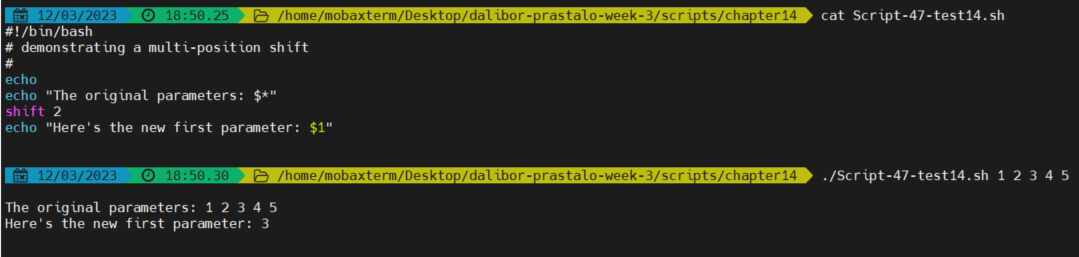 12/03/2023 18:50.25 /home/mobaxterm/Desktop/dalibor-prastalo-week-3/scripts/chapter14 cat Script-47-test14.sh
#!/bin/bash
# demonstrating a multi-position shift
#
echo
echo "The original parameters: $*"
shift 2
echo "Here's the new first parameter: $1"
12/03/2023 18:50.30 /home/mobaxterm/Desktop/dalibor-prastalo-week-3/scripts/chapter14 ./Script-47-test14.sh 1 2 3 4 5
The original parameters: 1 2 3 4 5
Here's the new first parameter: 3